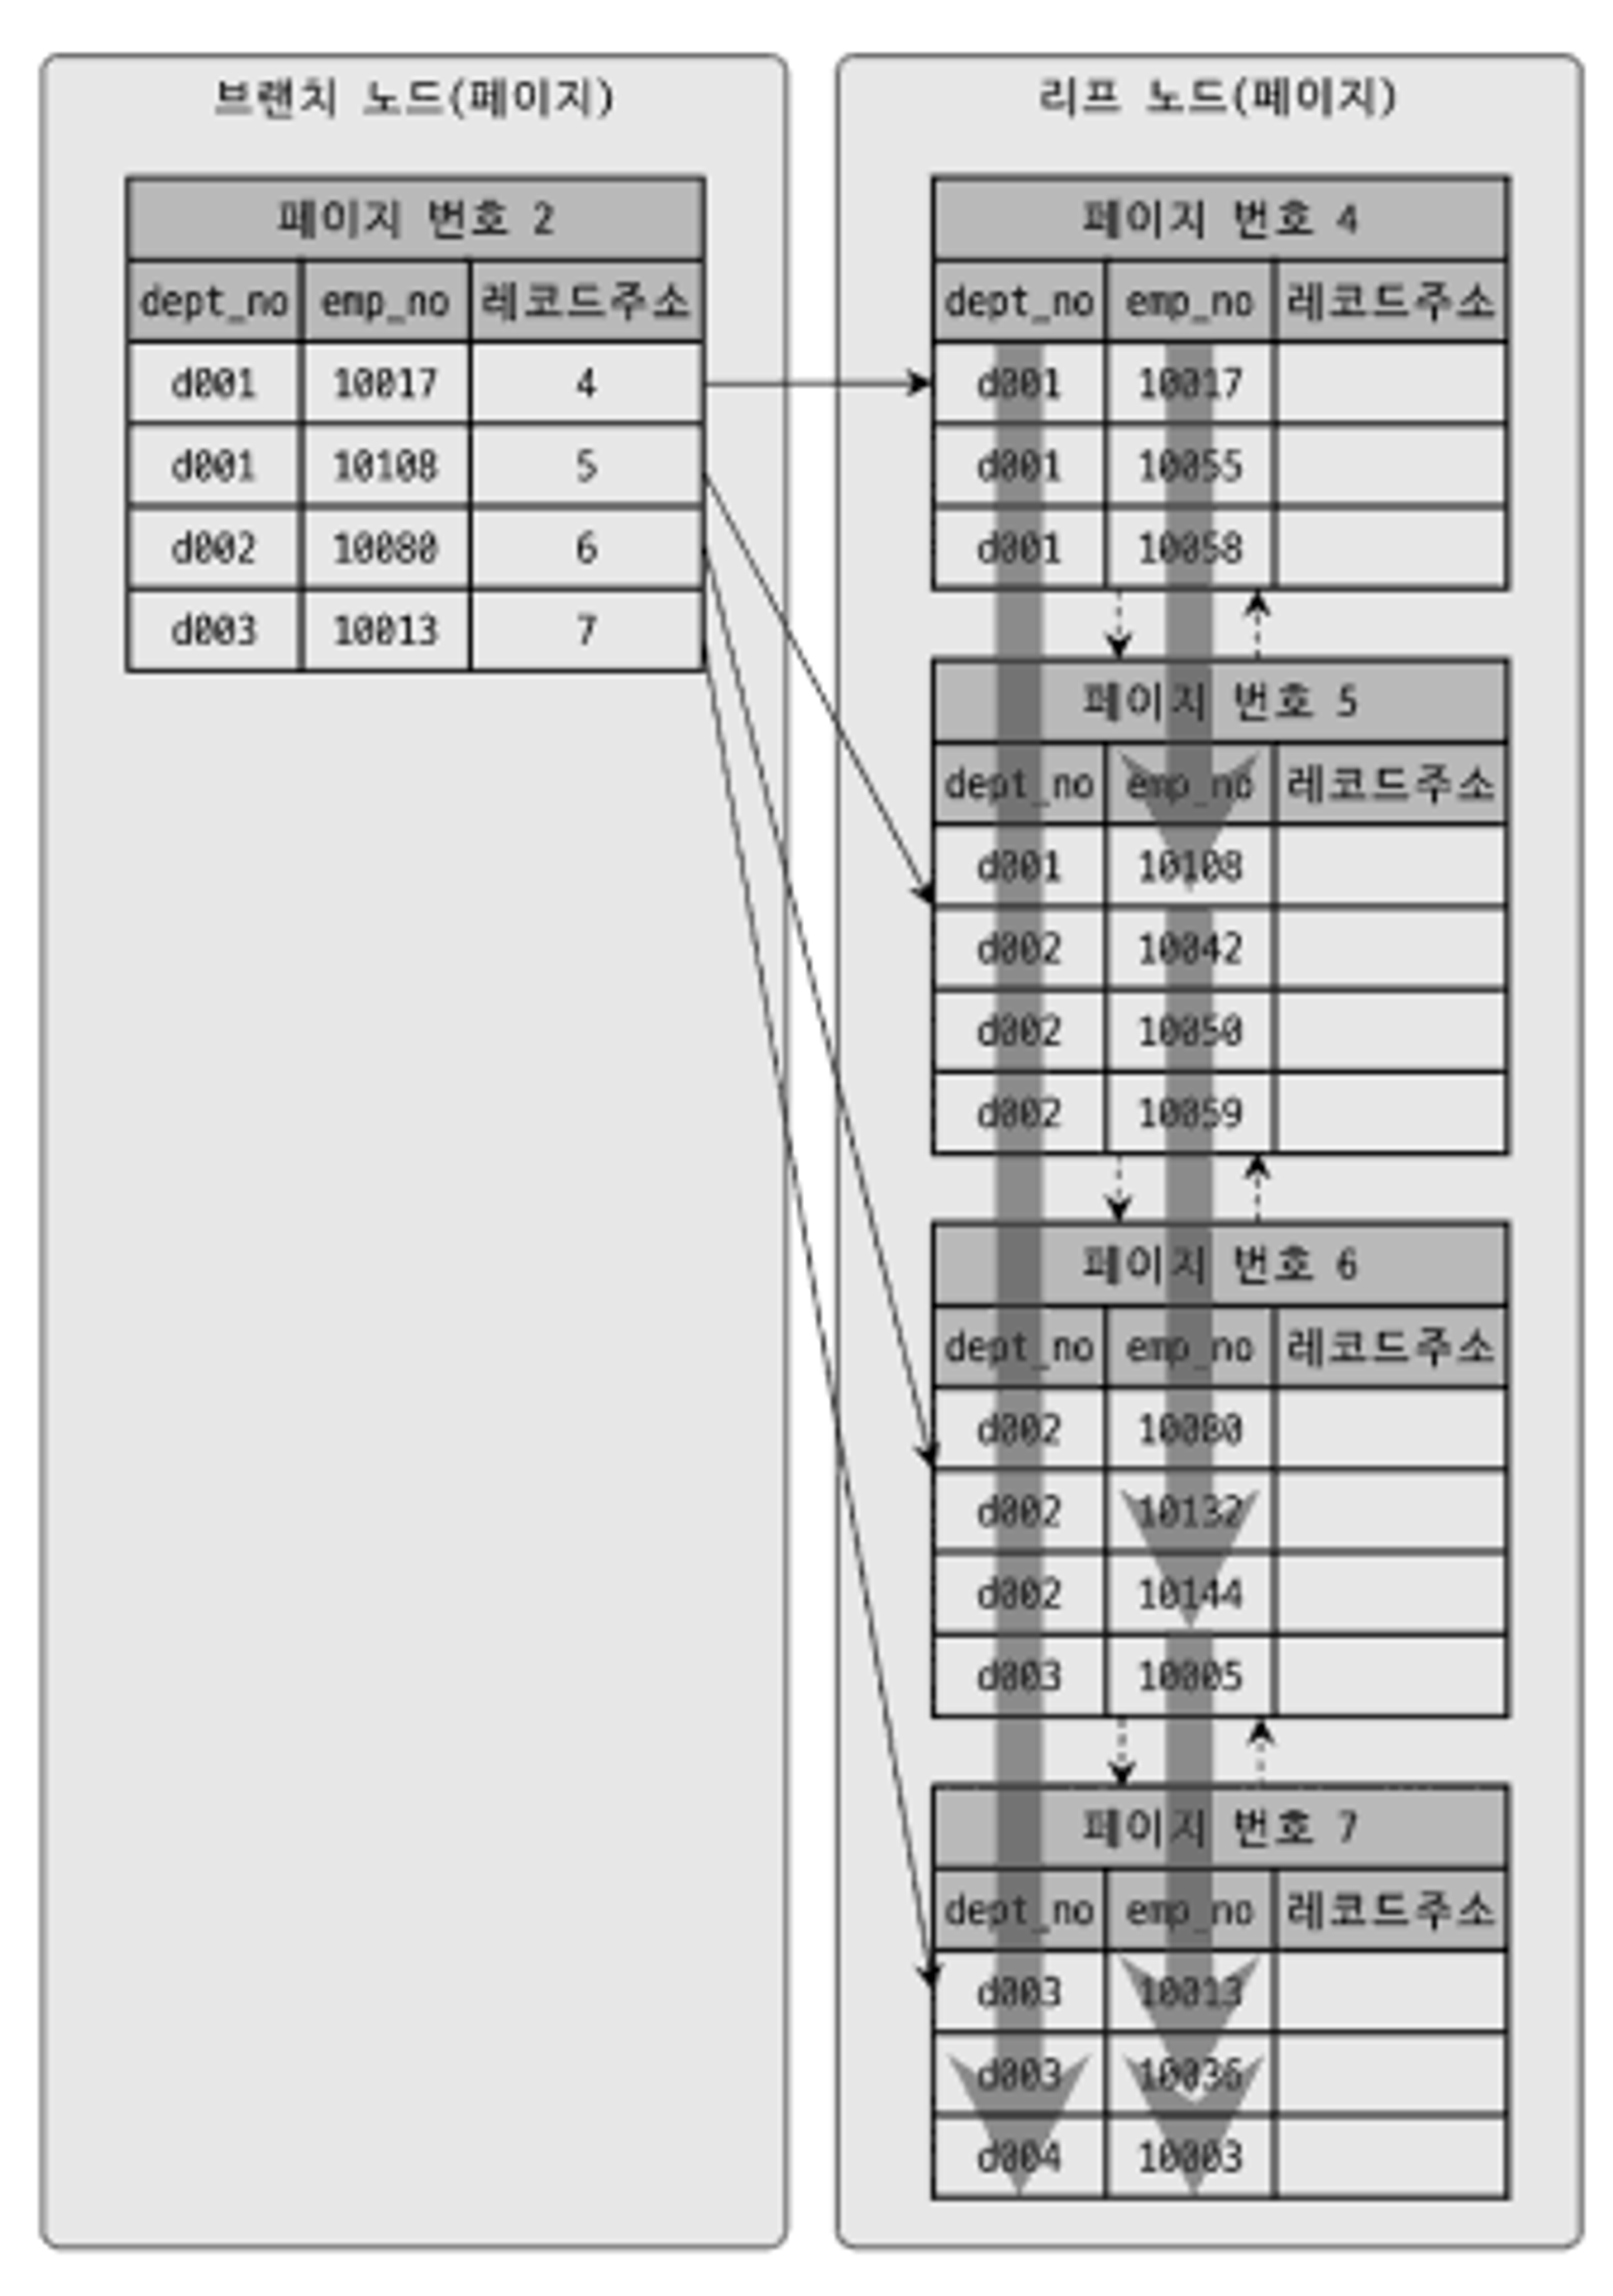 브랜치 노드(페이지)
페이지 번호 2
dept_no emp_no 레코드주소
d001 10017 4
d001 10108 5
d002 10080 6
d003 10013 7
리프 노드(페이지)
페이지 번호 4
dept_no emp_no 레코드주소
d001 10017
d001 10055
d001 10058
페이지 번호 5
dept_no emp_no 레코드주소
d001 10108
d002 10042
d002 10050
d002 10059
페이지 번호 6
dept_no emp_no 레코드주소
d002 10080
d002 10132
d002 10144
d003 10005
페이지 번호 7
dept_no emp_no 레코드주소
d003 10013
d003 10036
d004 10003